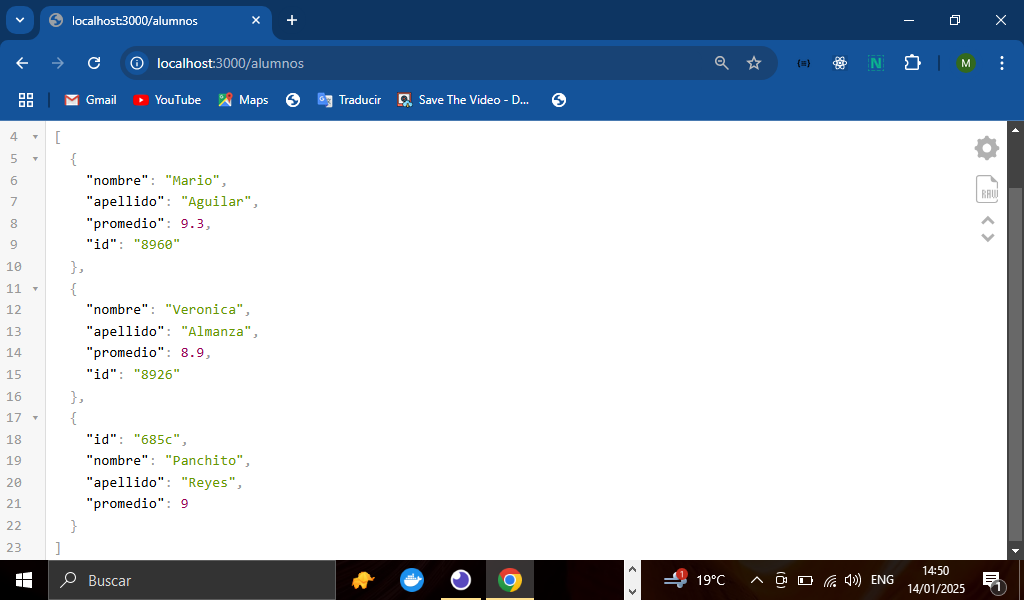 localhost:3000/alumnos
localhost:3000/alumnos
M
Gmail
YouTube
Maps
Traducir
Save The Video - D...
4 [
5 {
6 "nombre": "Mario",
7 "apellido": "Aguilar",
8 "promedio": 9.3,
9 "id": "8960"
10 },
11 {
12 "nombre": "Veronica",
13 "apellido": "Almanza",
14 "promedio": 8.9,
15 "id": "8926"
16 },
17 {
18 "id": "685c",
19 "nombre": "Panchito",
20 "apellido": "Reyes",
21 "promedio": 9
22 }
23 ]
RAW
Buscar
1
19°C
ENG
14:50
14/01/2025
1